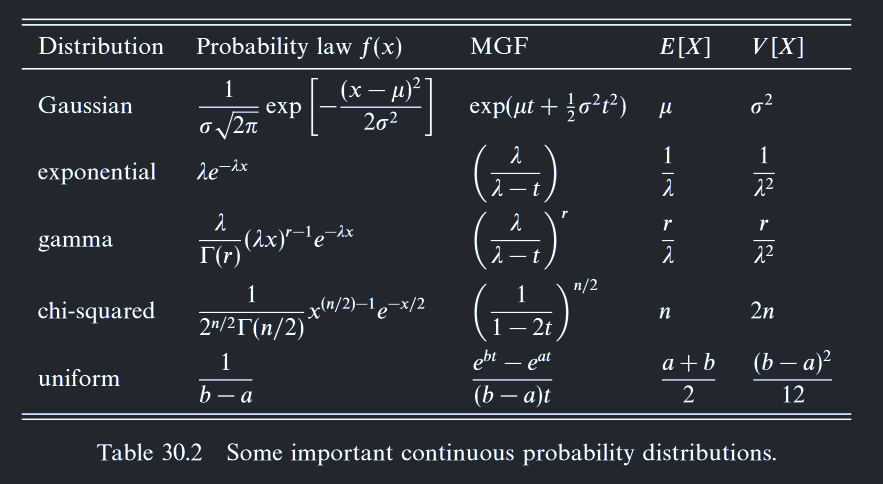 Distribution Probability law f(x) MGF E[X] V[X]
Gaussian \frac{1}{\sigma\sqrt{2\pi}} \exp\left[-\frac{(x-\mu)^2}{2\sigma^2}\right] \exp(\mu t + \frac{1}{2}\sigma^2 t^2) \mu \sigma^2
exponential \lambda e^{-\lambda x} \left(\frac{\lambda}{\lambda - t}\right) \frac{1}{\lambda} \frac{1}{\lambda^2}
gamma \frac{\lambda}{\Gamma(r)}(\lambda x)^{r-1}e^{-\lambda x} \left(\frac{\lambda}{\lambda - t}\right)^r \frac{r}{\lambda} \frac{r}{\lambda^2}
chi-squared \frac{1}{2^{n/2}\Gamma(n/2)}x^{(n/2)-1}e^{-x/2} \left(\frac{1}{1-2t}\right)^{n/2} n 2n
uniform \frac{1}{b-a} \frac{e^{bt}-e^{at}}{(b-a)t} \frac{a+b}{2} \frac{(b-a)^2}{12}
Table 30.2 Some important continuous probability distributions.